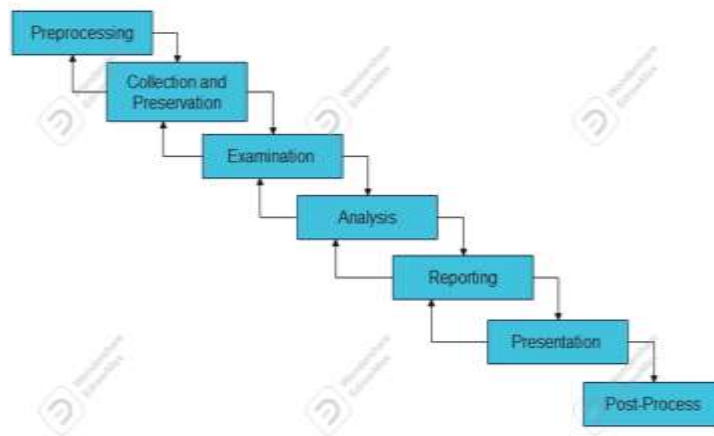 Preprocessing
Collection and
Preservation
Examination
Analysis
Reporting
Presentation
Post-Process